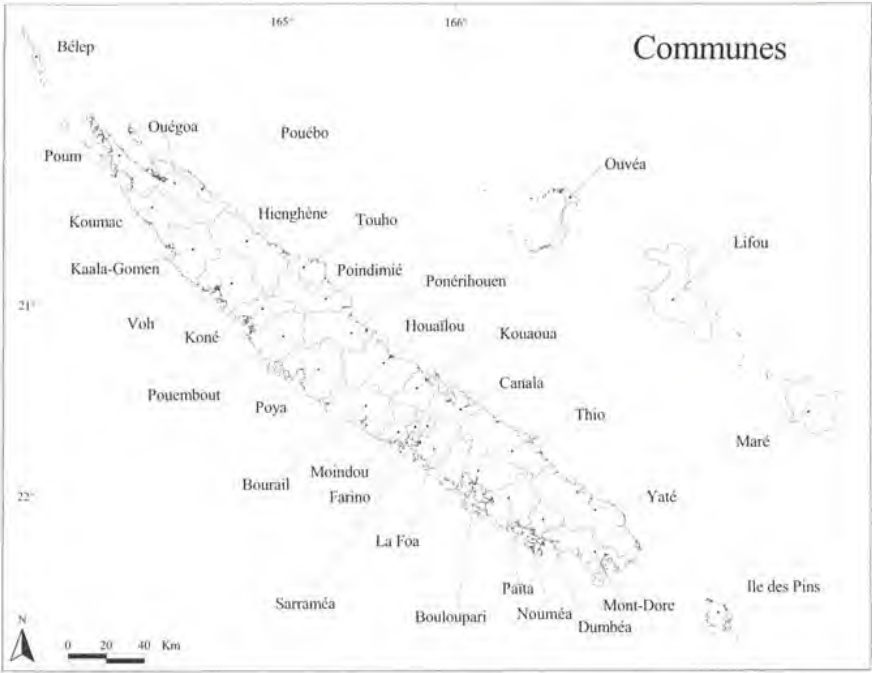 165°
166°
Communes
Bélep
Ouégoa
Pouébo
Poum
Ouvéa
Koumac
Hienghène
Touho
Lifou
Kaala-Gomen
Poindimié
Ponérihouen
21°
Voh
Koné
Houaïlou
Kouaoua
Pouembout
Poya
Canala
Thio
Maré
Bourail
Moindou
Farino
22°
Yaté
La Foa
Sarraméa
Bouloupari
Païta
Nouméa
Mont-Dore
Dumbéa
Ile des Pins
N
0 20 40 Km